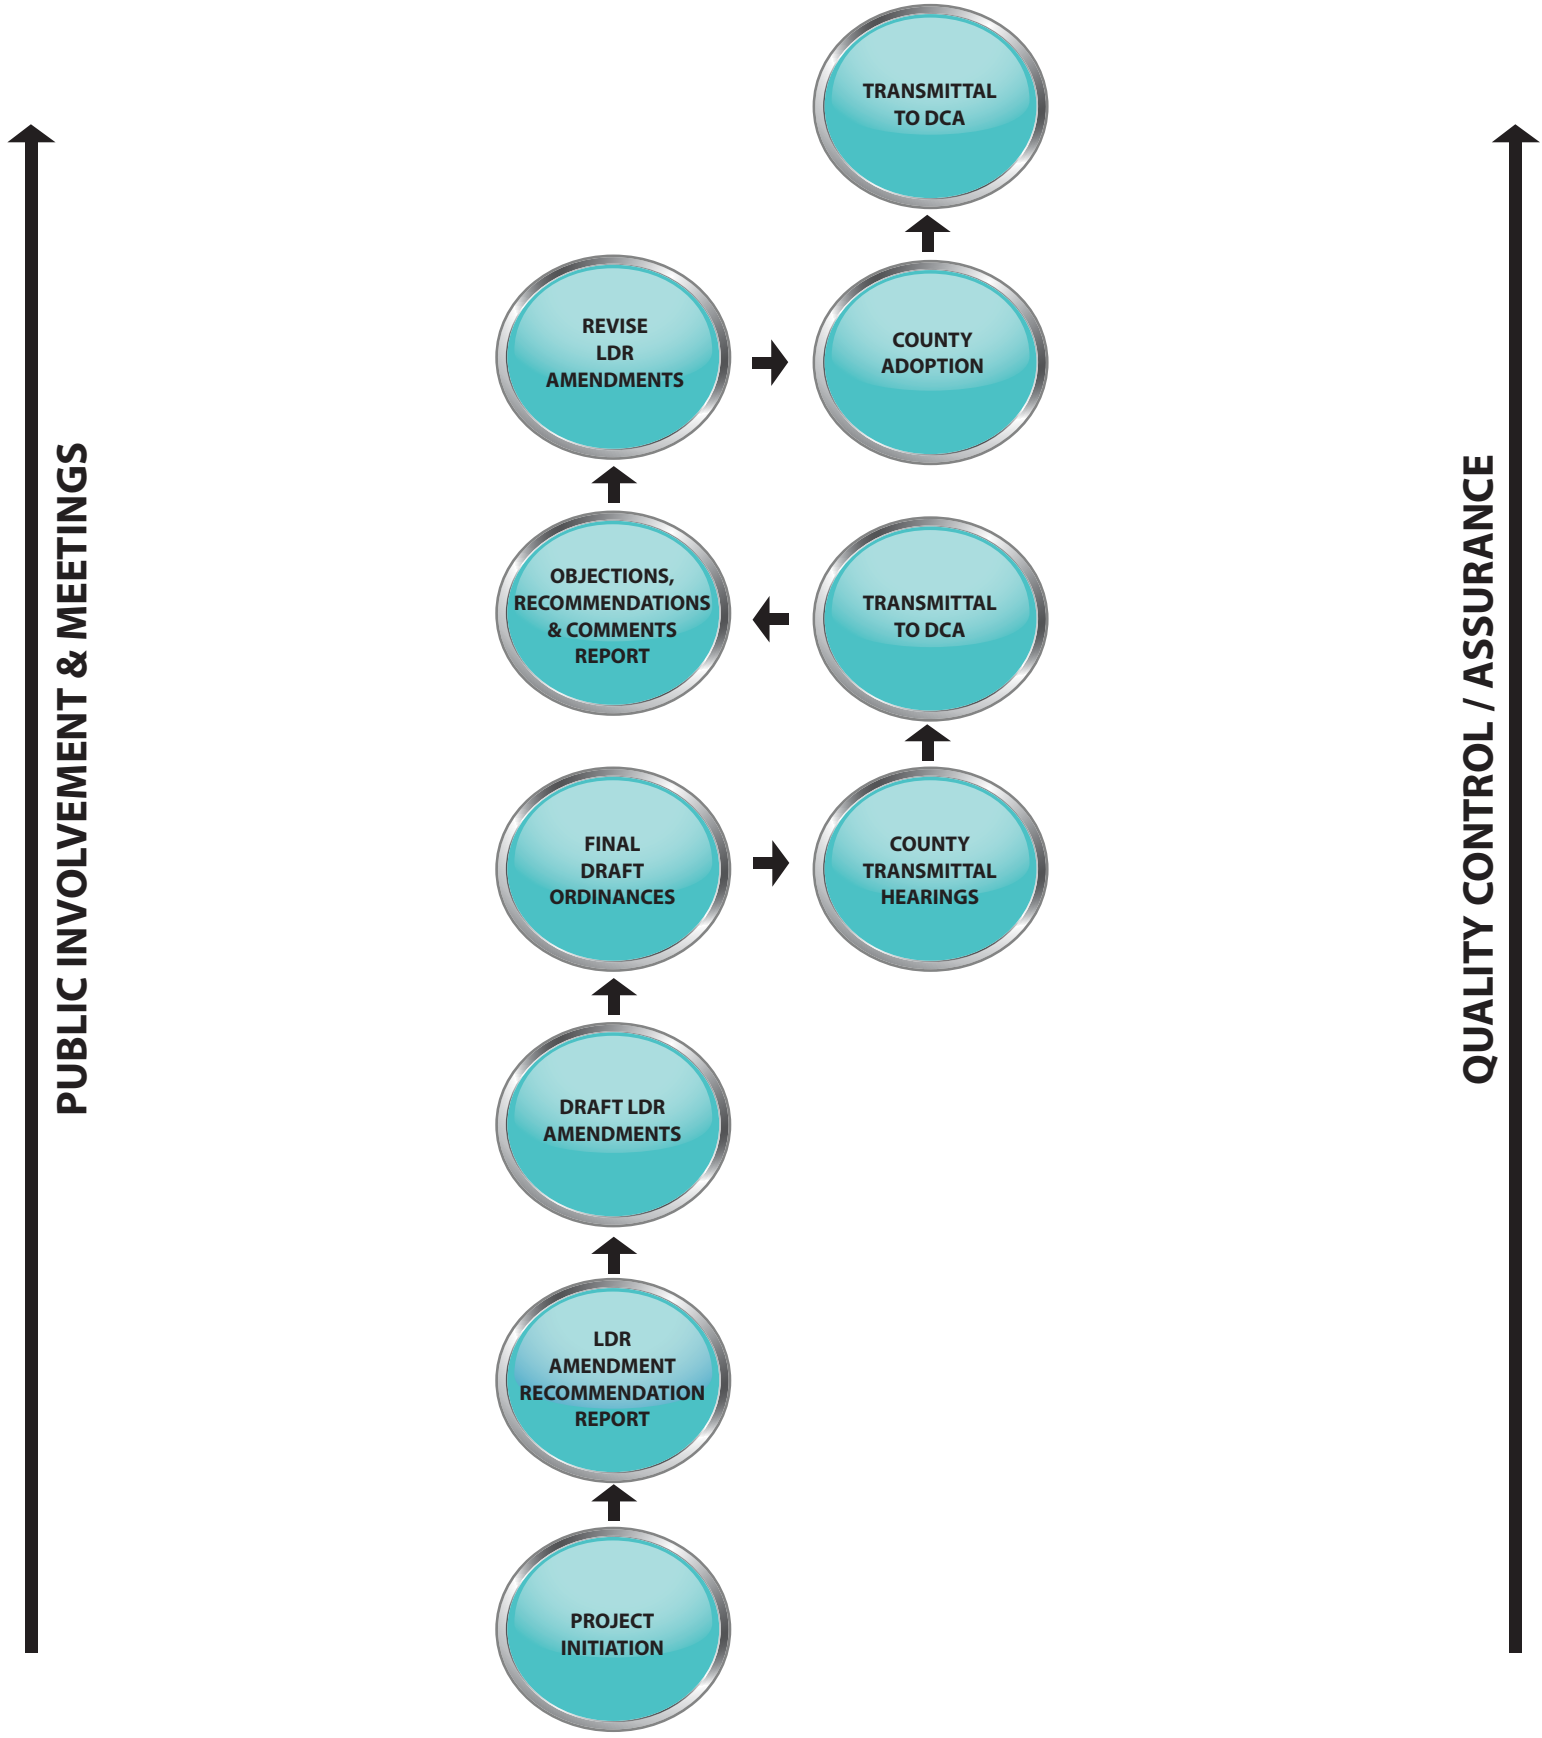 TRANSMITTAL
TO DCA
REVISE
LDR
AMENDMENTS
COUNTY
ADOPTION
OBJECTIONS,
RECOMMENDATIONS
& COMMENTS
REPORT
TRANSMITTAL
TO DCA
FINAL
DRAFT
ORDINANCES
COUNTY
TRANSMITTAL
HEARINGS
DRAFT LDR
AMENDMENTS
LDR
AMENDMENT
RECOMMENDATION
REPORT
PROJECT
INITIATION
PUBLIC INVOLVEMENT & MEETINGS
QUALITY CONTROL / ASSURANCE